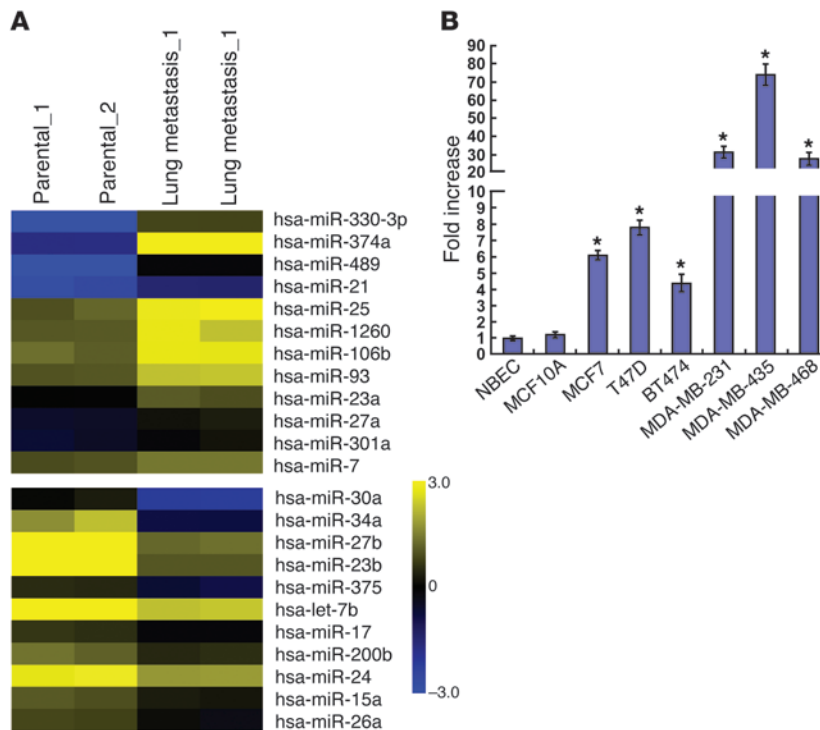 A
Parental_1
Parental_2
Lung metastasis_1
Lung metastasis_1
hsa-miR-330-3p
hsa-miR-374a
hsa-miR-489
hsa-miR-21
hsa-miR-25
hsa-miR-1260
hsa-miR-106b
hsa-miR-93
hsa-miR-23a
hsa-miR-27a
hsa-miR-301a
hsa-miR-7
hsa-miR-30a
hsa-miR-34a
hsa-miR-27b
hsa-miR-23b
hsa-miR-375
hsa-let-7b
hsa-miR-17
hsa-miR-200b
hsa-miR-24
hsa-miR-15a
hsa-miR-26a
3.0
0
–3.0
B
Fold increase
90
80
70
60
50
40
30
20
10
8
6
5
4
3
2
1
0
*
*
*
*
*
*
NBEC
MCF10A
MCF7
T47D
BT474
MDA-MB-231
MDA-MB-435
MDA-MB-468